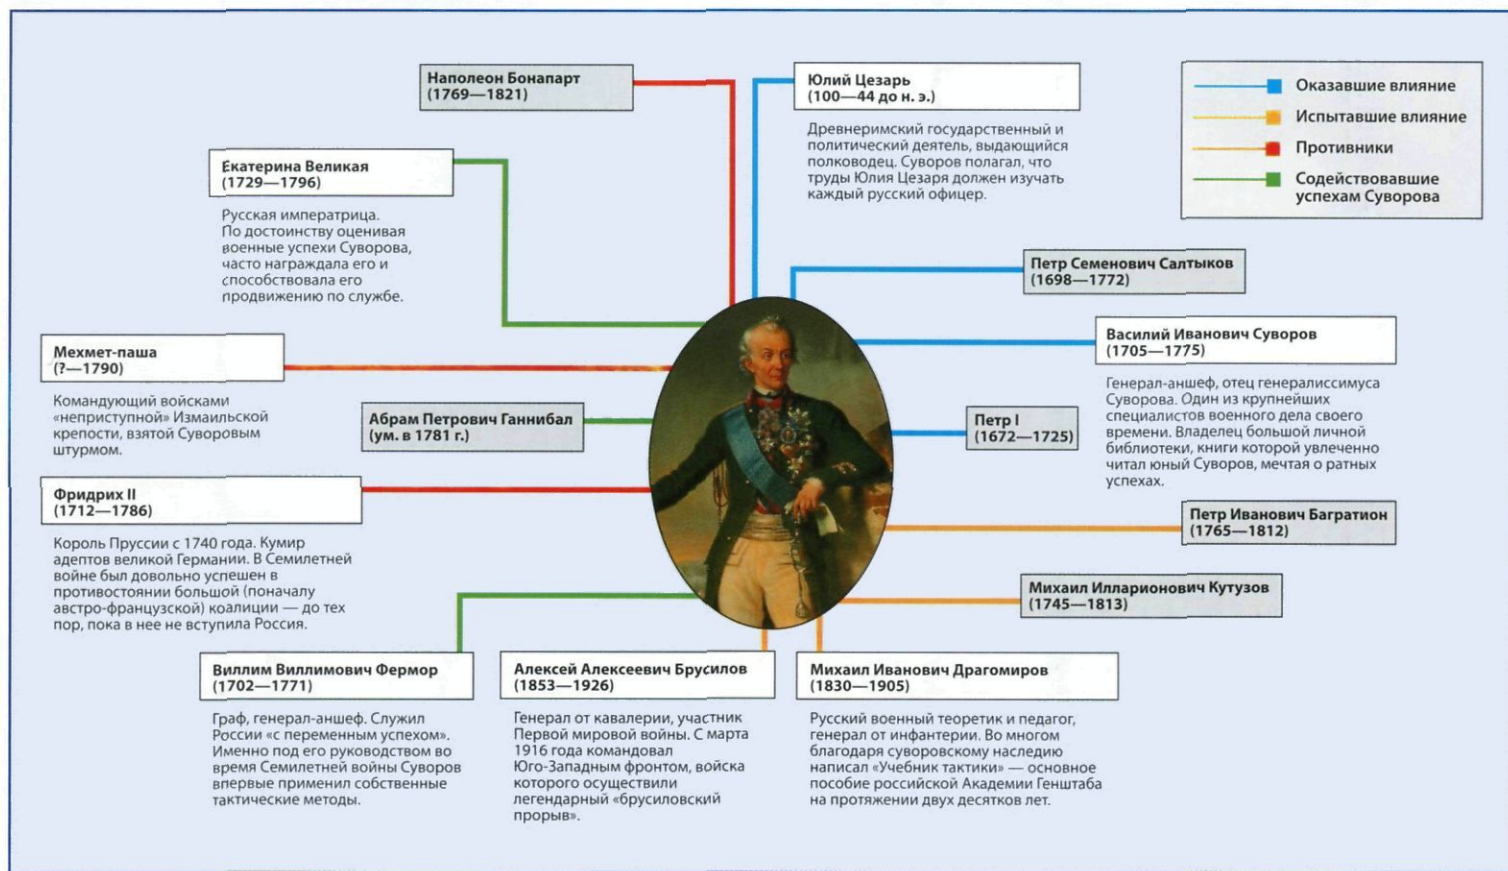 Наполеон Бонапарт
(1769—1821)
Юлий Цезарь
(100—44 до н. э.)
Древнеримский государственный и
политический деятель, выдающийся
полководец. Суворов полагал, что
труды Юлия Цезаря должен изучать
каждый русский офицер.
Оказавшие влияние
Испытавшие влияние
Противники
Содействовавшие
успехам Суворова
Екатерина Великая
(1729—1796)
Русская императрица.
По достоинству оценивая
военные успехи Суворова,
часто награждала его и
способствовала его
продвижению по службе.
Петр Семенович Салтыков
(1698—1772)
Василий Иванович Суворов
(1705—1775)
Генерал-аншеф, отец генералиссимуса
Суворова. Один из крупнейших
специалистов военного дела своего
времени. Владелец большой личной
библиотеки, книги которой увлеченно
читал юный Суворов, мечтая о ратных
успехах.
Мехмет-паша
(?—1790)
Командующий войсками
«неприступной» Измаильской
крепости, взятой Суворовым
штурмом.
Абрам Петрович Ганнибал
(ум. в 1781 г.)
Петр I
(1672—1725)
Фридрих II
(1712—1786)
Король Пруссии с 1740 года. Кумир
адептов великой Германии. В Семилетней
войне был довольно успешен в
противостоянии большой (поначалу
австро-французской) коалиции — до тех
пор, пока в нее не вступила Россия.
Петр Иванович Багратион
(1765—1812)
Михаил Илларионович Кутузов
(1745—1813)
Виллим Виллимович Фермор
(1702—1771)
Граф, генерал-аншеф. Служил
России «с переменным успехом».
Именно под его руководством во
время Семилетней войны Суворов
впервые применил собственные
тактические методы.
Алексей Алексеевич Брусилов
(1853—1926)
Генерал от кавалерии, участник
Первой мировой войны. С марта
1916 года командовал
Юго-Западным фронтом, войска
которого осуществили
легендарный «брусиловский
прорыв».
Михаил Иванович Драгомиров
(1830—1905)
Русский военный теоретик и педагог,
генерал от инфантерии. Во многом
благодаря суворовскому наследию
написал «Учебник тактики» — основное
пособие российской Академии Генштаба
на протяжении двух десятков лет.